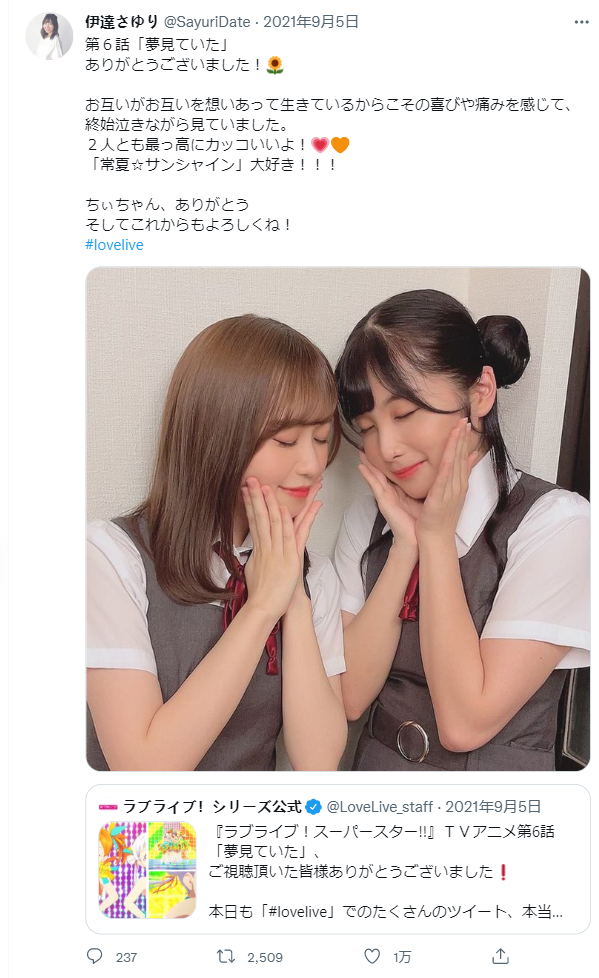 伊達さゆり @SayuriDate · 2021年9月5日
第６話「夢見ていた」
ありがとうございました！🌻
お互いがお互いを想いあって生きているからこその喜びや痛みを感じて、
終始泣きながら見ていました。
２人とも最っ高にカッコいいよ！💗🧡
「常夏☆サンシャイン」大好き！！！
ちぃちゃん、ありがとう
そしてこれからもよろしくね！
#lovelive
ラブライブ！シリーズ公式 @LoveLive_staff · 2021年9月5日
『ラブライブ！スーパースター!!』ＴＶアニメ第6話
「夢見ていた」、
ご視聴頂いた皆様ありがとうございました❗
本日も「#lovelive」でのたくさんのツイート、本当...
237 2,509 1万